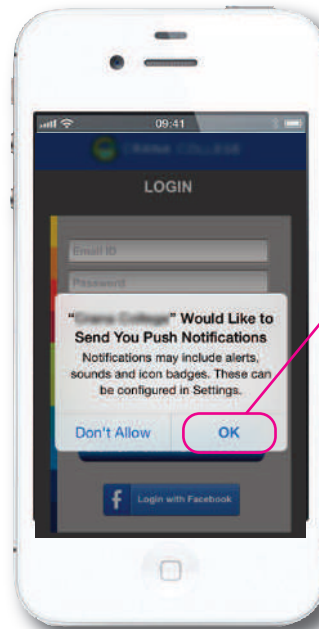 09:41
LOGIN
Email ID
Password
" " Would Like to
Send You Push Notifications
Notifications may include alerts,
sounds and icon badges. These can
be configured in Settings.
Don't Allow
OK
f Login with Facebook